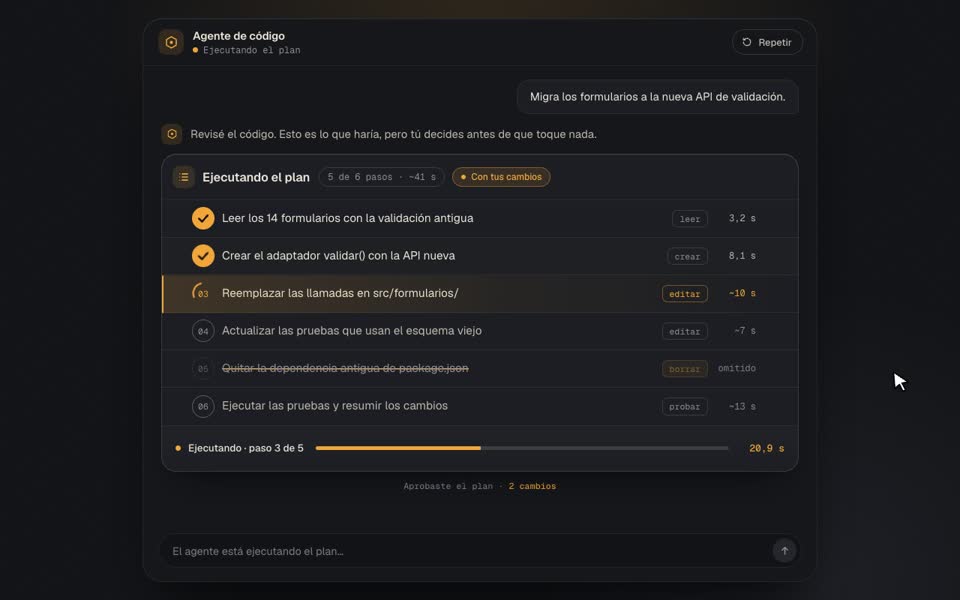 Agente de código
Ejecutando el plan
Repetir
Migra los formularios a la nueva API de validación.
Revisé el código. Esto es lo que haría, pero tú decides antes de que toque nada.
Ejecutando el plan 5 de 6 pasos · ~41 s Con tus cambios
Leer los 14 formularios con la validación antigua leer 3,2 s
Crear el adaptador validar() con la API nueva crear 8,1 s
03 Reemplazar las llamadas en src/formularios/ editar ~10 s
04 Actualizar las pruebas que usan el esquema viejo editar ~7 s
05 Quitar la dependencia antigua de package.json borrar omitido
06 Ejecutar las pruebas y resumir los cambios probar ~13 s
Ejecutando · paso 3 de 5 20,9 s
Aprobaste el plan · 2 cambios
El agente está ejecutando el plan…